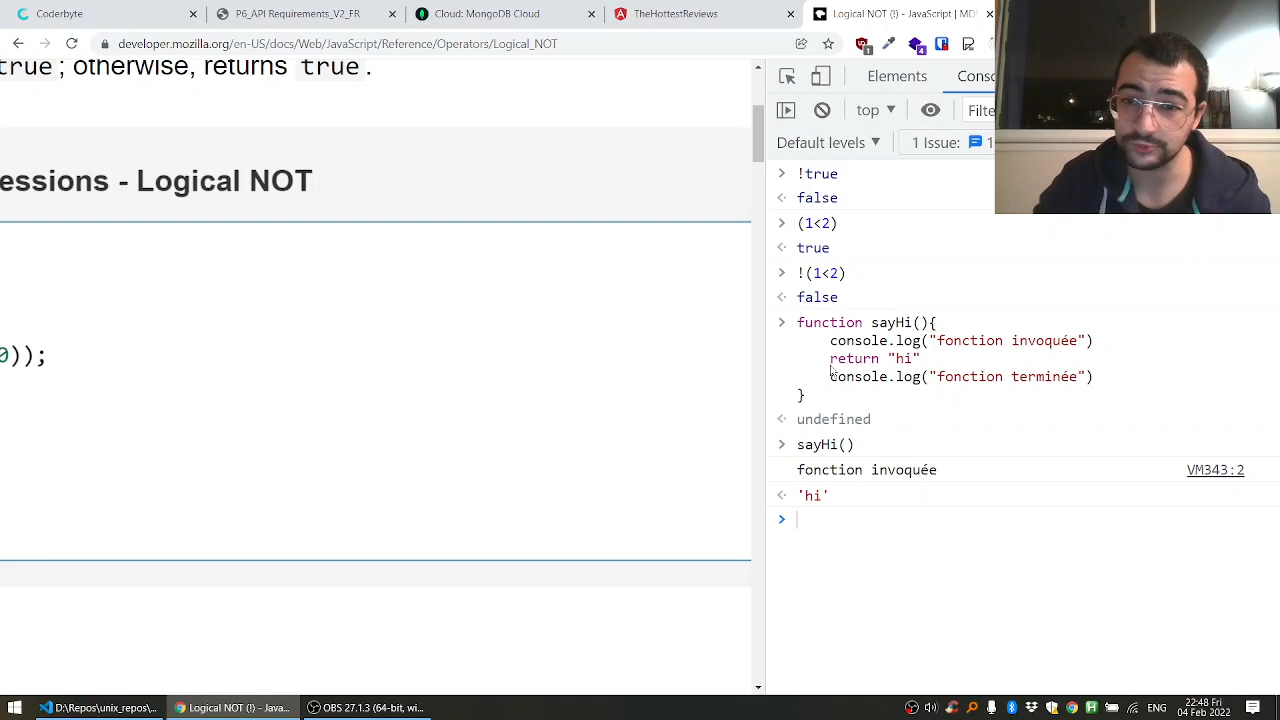 Coderbyte
P6_API Requirements_V2_FR
Cloud: MongoDB Cloud
TheHottestReviews
Logical NOT (!) - JavaScript | MD
developer.mozilla.org/en-US/docs/Web/JavaScript/Reference/Operators/Logical_NOT
1
4
true; otherwise, returns true.
essions - Logical NOT
0));
Elements
Conso
top
Filte
Default levels
1 Issue:
1
!true
false
(1<2)
true
!(1<2)
false
function sayHi(){
console.log("fonction invoquée")
return "hi"
console.log("fonction terminée")
}
undefined
sayHi()
fonction invoquée
VM343:2
'hi'
D:\Repos\unix_repos/...
Logical NOT (!) - Java...
OBS 27.1.3 (64-bit, wi...
ENG
22:48 Fri
04 Feb 2022